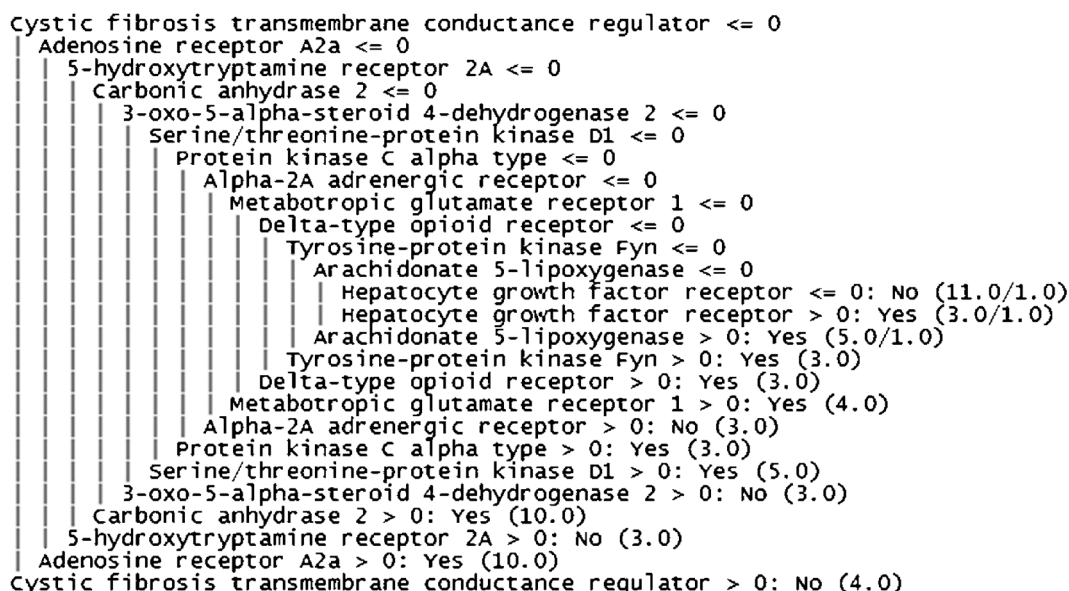 Cystic fibrosis transmembrane conductance regulator <= 0
| Adenosine receptor A2a <= 0
| | 5-hydroxytryptamine receptor 2A <= 0
| | | Carbonic anhydrase 2 <= 0
| | | | 3-oxo-5-alpha-steroid 4-dehydrogenase 2 <= 0
| | | | | Serine/threonine-protein kinase D1 <= 0
| | | | | | Protein kinase C alpha type <= 0
| | | | | | | Alpha-2A adrenergic receptor <= 0
| | | | | | | | Metabotropic glutamate receptor 1 <= 0
| | | | | | | | | Delta-type opioid receptor <= 0
| | | | | | | | | | Tyrosine-protein kinase Fyn <= 0
| | | | | | | | | | | Arachidonate 5-lipoxygenase <= 0
| | | | | | | | | | | | Hepatocyte growth factor receptor <= 0: No (11.0/1.0)
| | | | | | | | | | | | Hepatocyte growth factor receptor > 0: Yes (3.0/1.0)
| | | | | | | | | | | Arachidonate 5-lipoxygenase > 0: Yes (5.0/1.0)
| | | | | | | | | | Tyrosine-protein kinase Fyn > 0: Yes (3.0)
| | | | | | | | | Delta-type opioid receptor > 0: Yes (3.0)
| | | | | | | | Metabotropic glutamate receptor 1 > 0: Yes (4.0)
| | | | | | | Alpha-2A adrenergic receptor > 0: No (3.0)
| | | | | | Protein kinase C alpha type > 0: Yes (3.0)
| | | | | Serine/threonine-protein kinase D1 > 0: Yes (5.0)
| | | | 3-oxo-5-alpha-steroid 4-dehydrogenase 2 > 0: No (3.0)
| | | Carbonic anhydrase 2 > 0: Yes (10.0)
| | 5-hydroxytryptamine receptor 2A > 0: No (3.0)
| Adenosine receptor A2a > 0: Yes (10.0)
Cystic fibrosis transmembrane conductance regulator > 0: No (4.0)